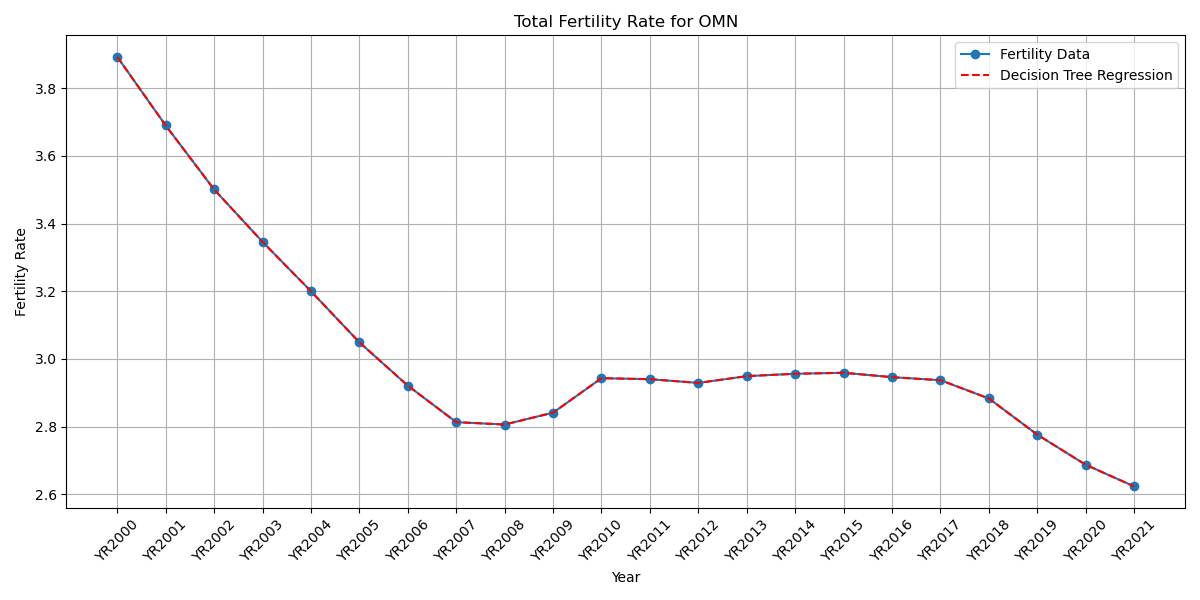 Total Fertility Rate for OMN
Fertility Data
Decision Tree Regression
Fertility Rate
3.8
3.6
3.4
3.2
3.0
2.8
2.6
YR2000
YR2001
YR2002
YR2003
YR2004
YR2005
YR2006
YR2007
YR2008
YR2009
YR2010
YR2011
YR2012
YR2013
YR2014
YR2015
YR2016
YR2017
YR2018
YR2019
YR2020
YR2021
Year